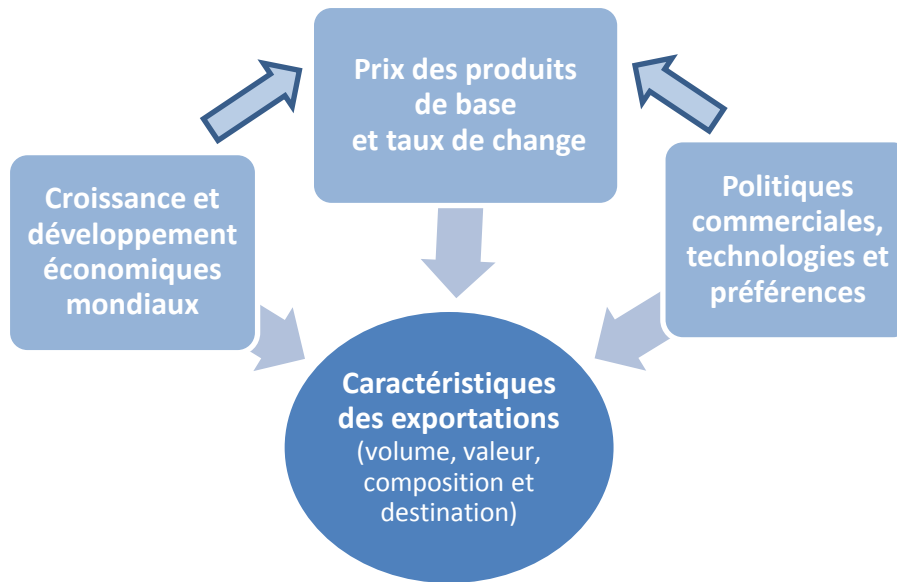 Prix des produits
de base
et taux de change
Croissance et
développement
économiques
mondiaux
Politiques
commerciales,
technologies et
préférences
Caractéristiques
des exportations
(volume, valeur,
composition et
destination)